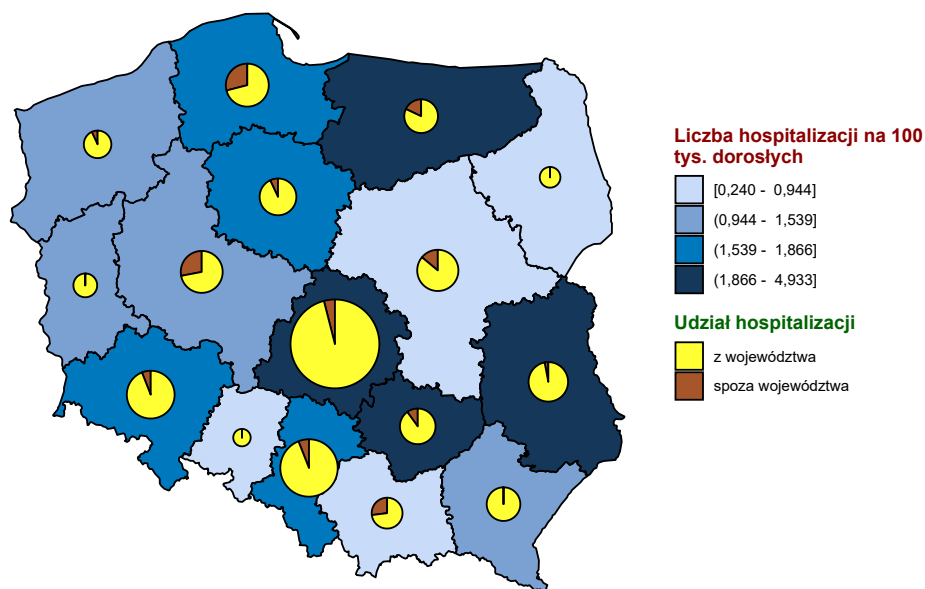 Liczba hospitalizacji na 100
tys. dorosłych
[0,240 - 0,944]
(0,944 - 1,539]
(1,539 - 1,866]
(1,866 - 4,933]
Udział hospitalizacji
z województwa
spoza województwa